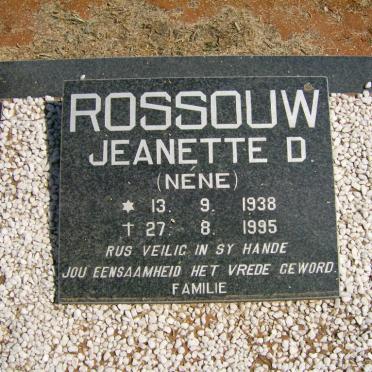 ROSSOUW
JEANETTE D
(NÉNE)
✶ 13. 9. 1938
† 27. 8. 1995
RUS VEILIG IN SY HANDE
JOU EENSAAMHEID HET VREDE GEWORD.
FAMILIE